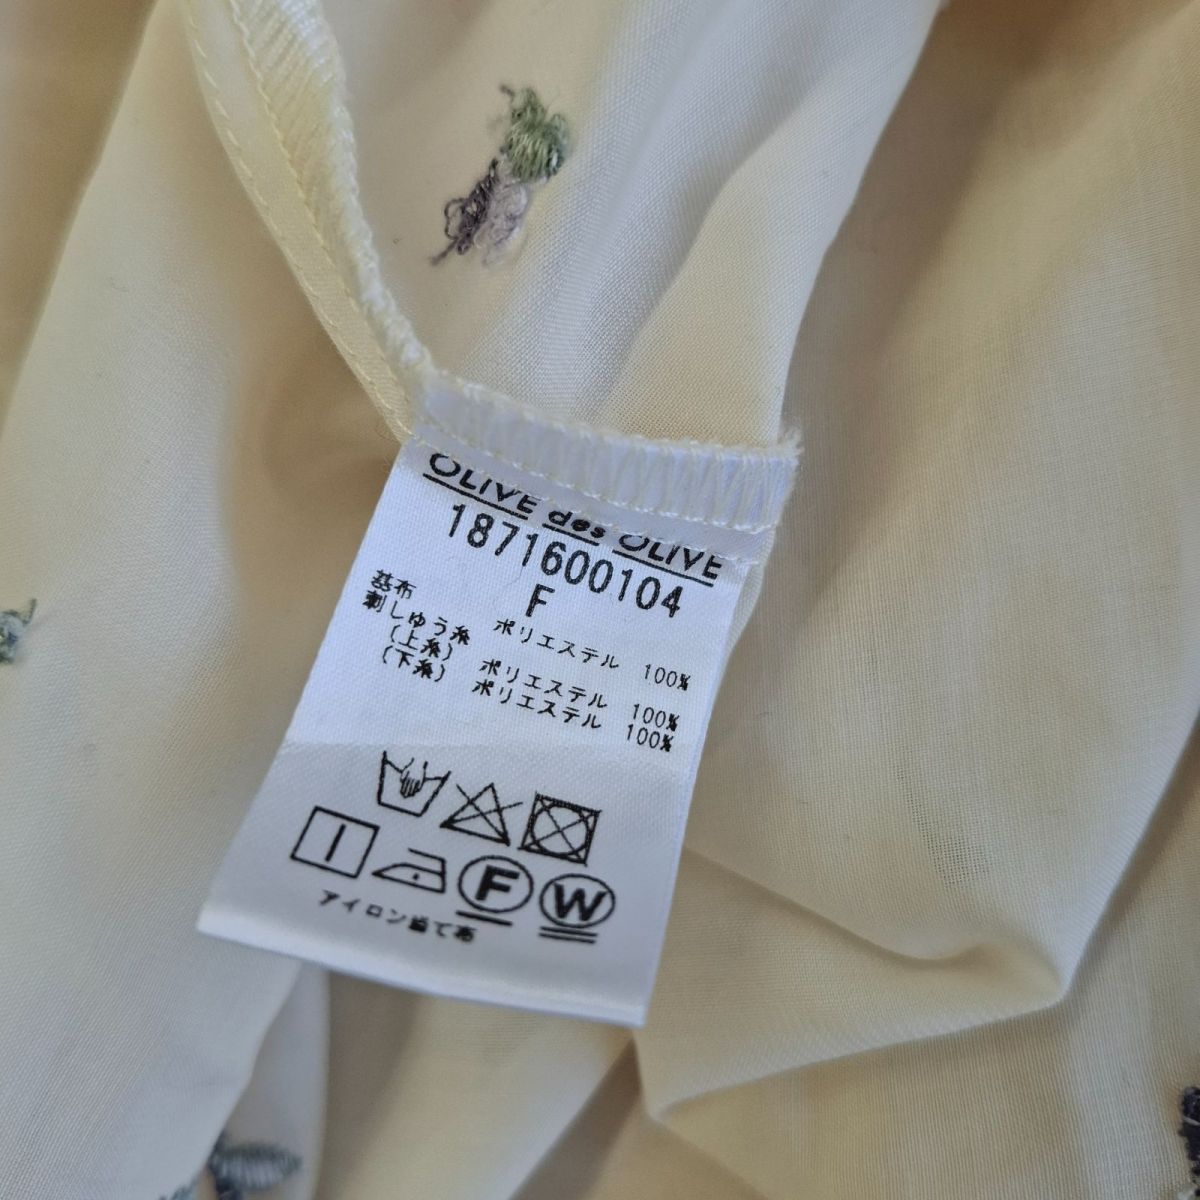 OLIVE des OLIVE
1871600104
F
基布 ポリエステル 100%
刺しゅう糸
(上糸) ポリエステル 100%
(下糸) ポリエステル 100%
F W
アイロン当て布